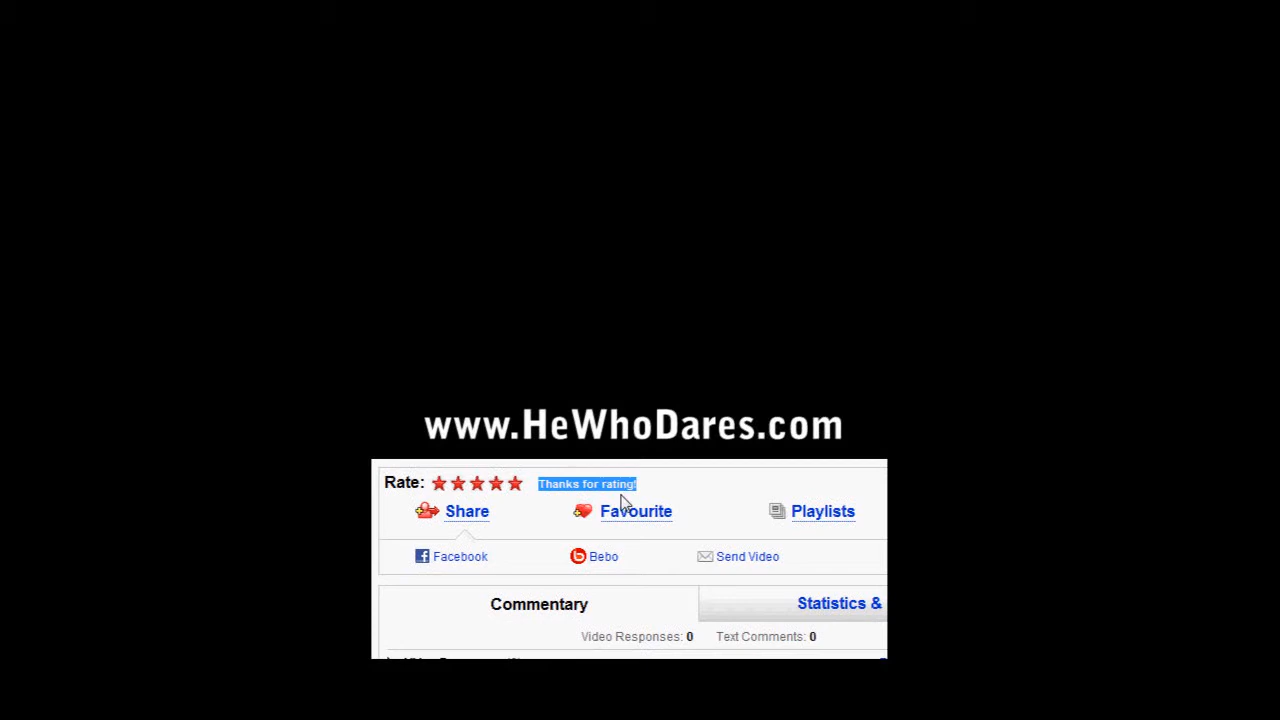 www.HeWhoDares.com
Rate: Thanks for rating!
Share Favourite Playlists
Facebook Bebo Send Video
Commentary Statistics &
Video Responses: 0 Text Comments: 0